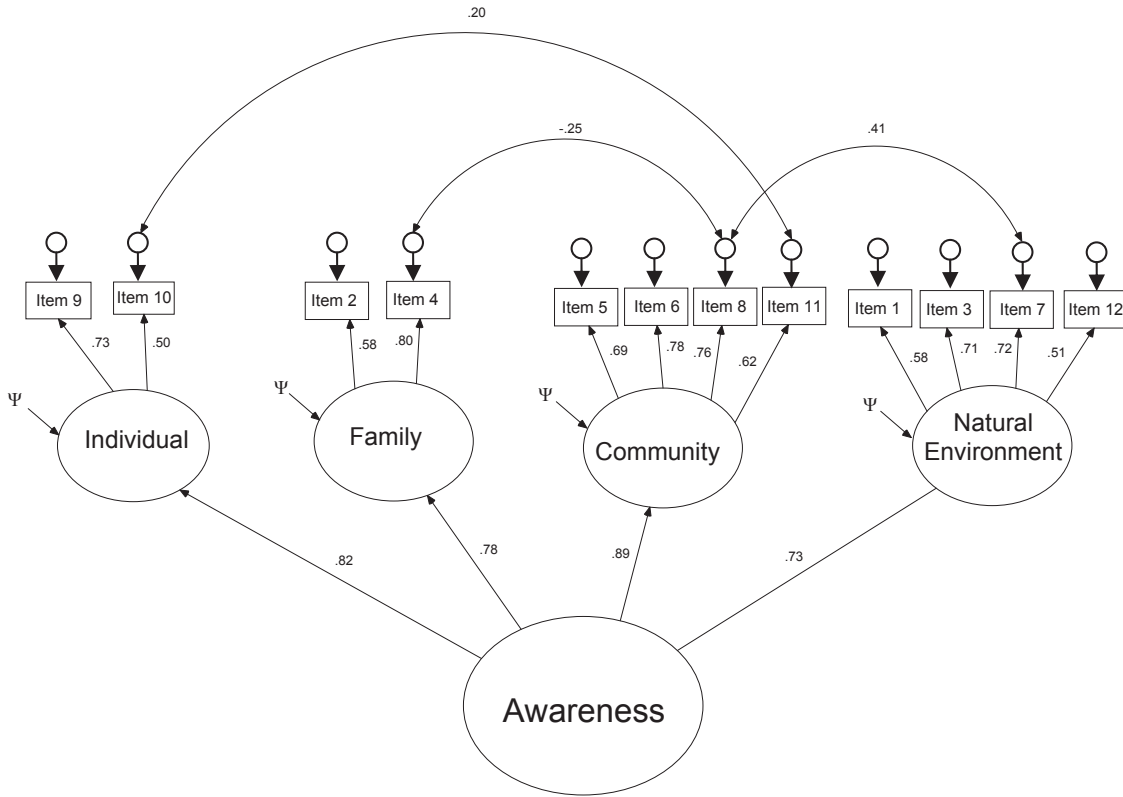 .20
-.25
.41
Item 9
Item 10
Item 2
Item 4
Item 5
Item 6
Item 8
Item 11
Item 1
Item 3
Item 7
Item 12
.73
.50
.58
.80
.69
.78
.76
.62
.58
.71
.72
.51
Ψ
Ψ
Ψ
Ψ
Individual
Family
Community
Natural
Environment
.82
.78
.89
.73
Awareness